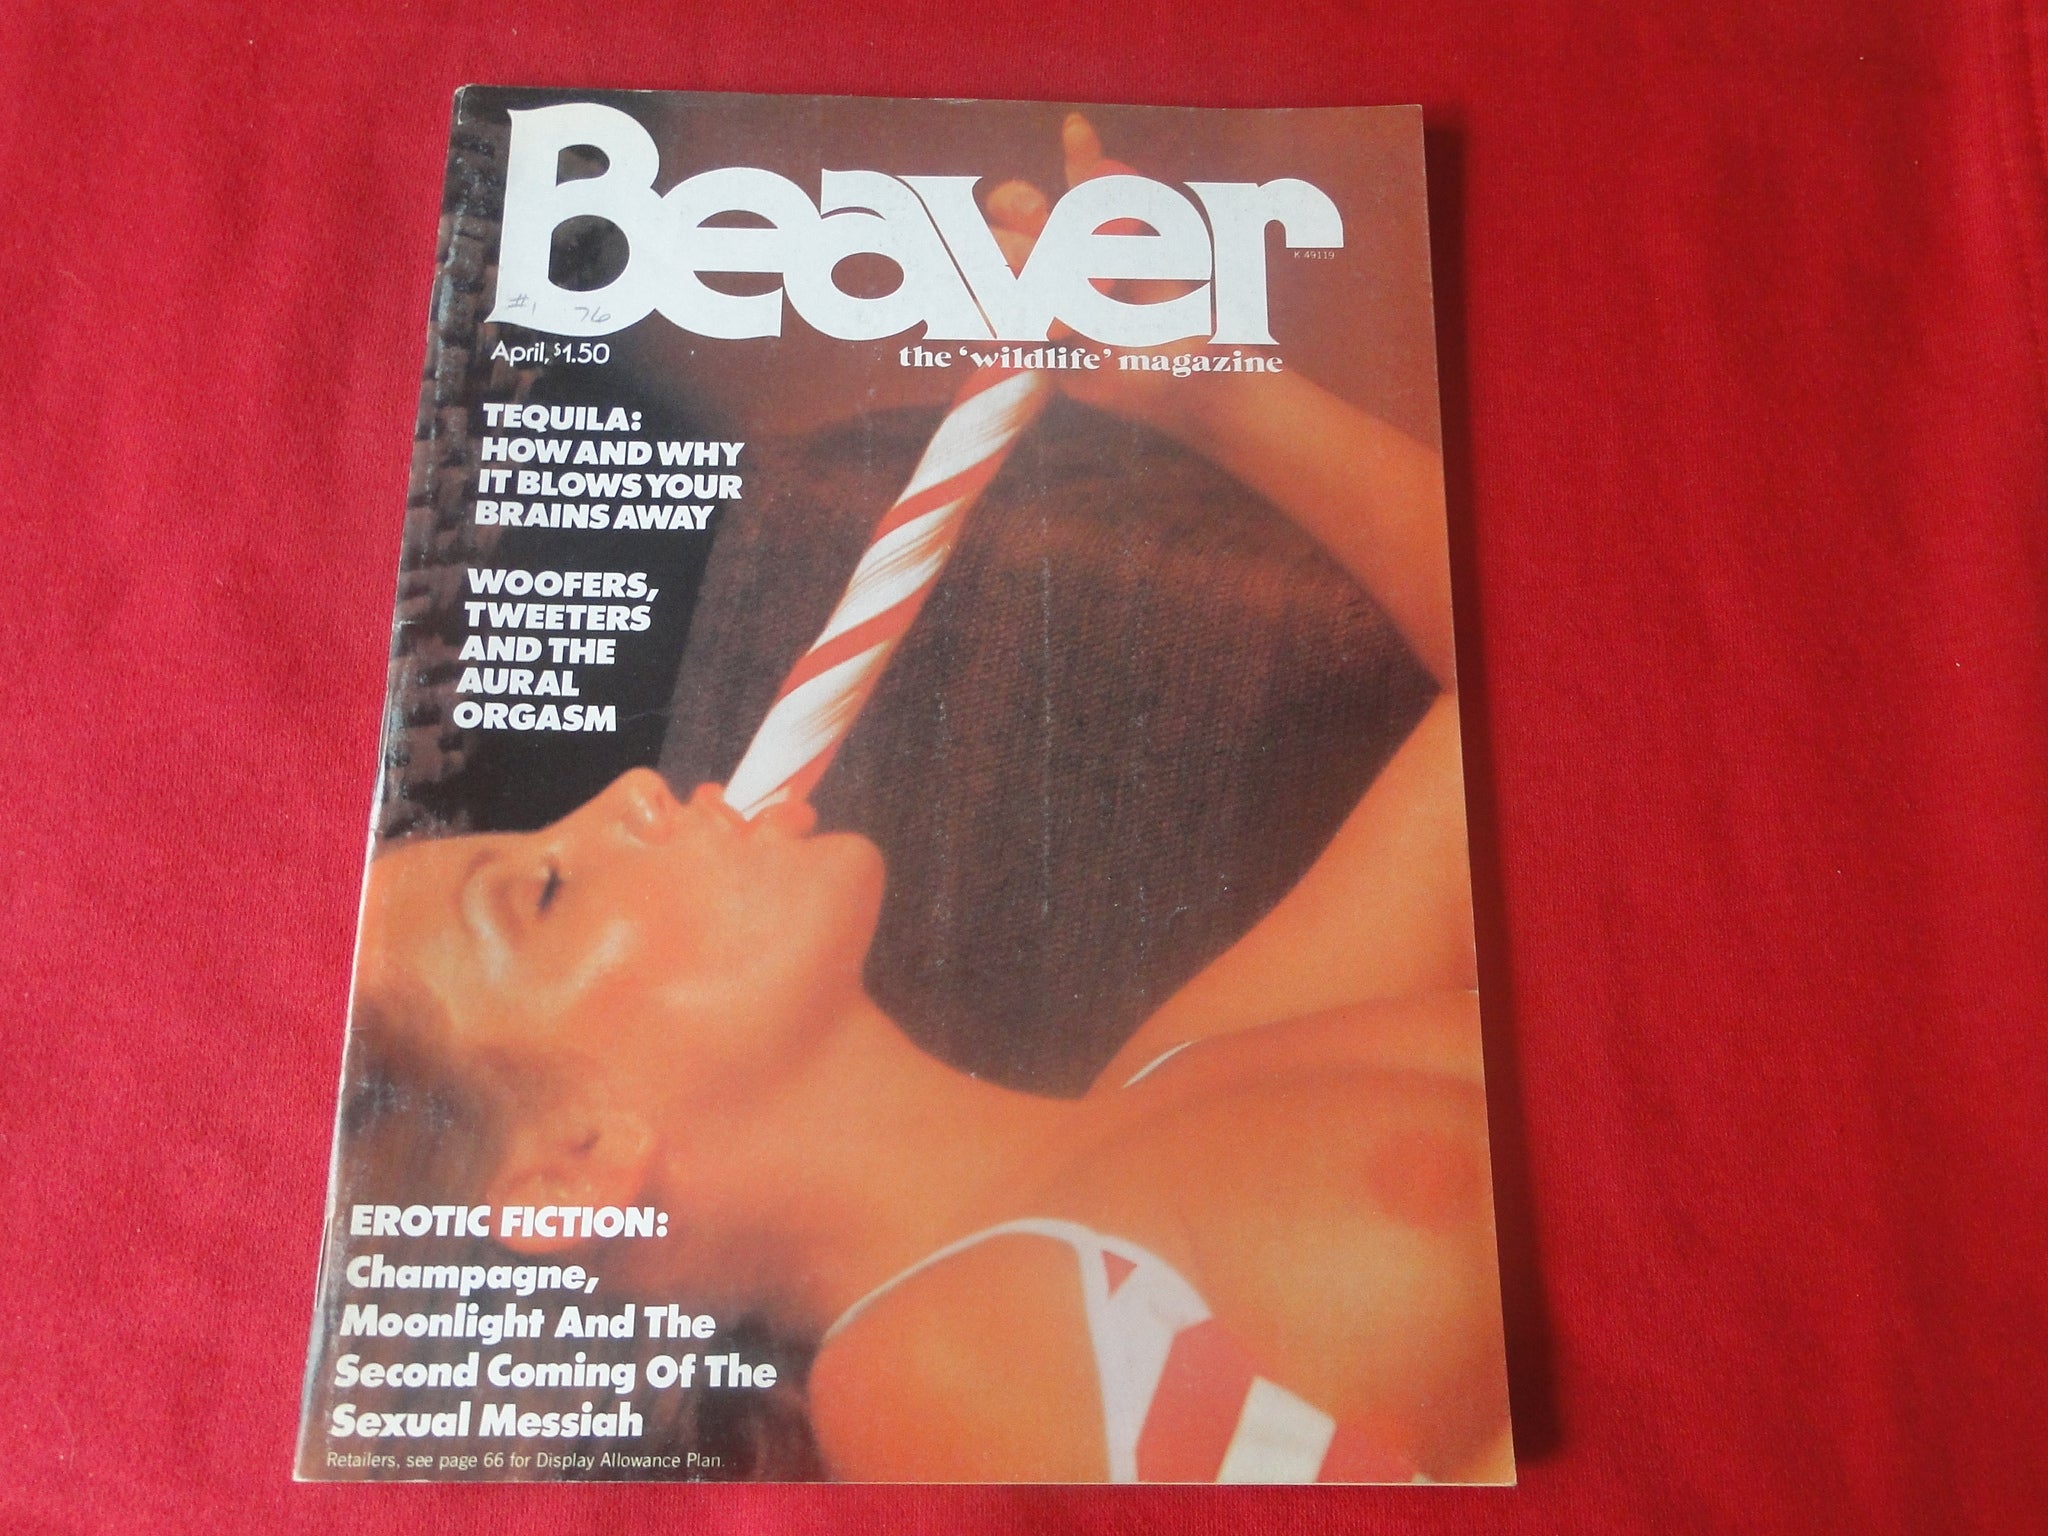 Beaver
K 49119
#1 76
April, $1.50
the 'wildlife' magazine
TEQUILA:
HOW AND WHY
IT BLOWS YOUR
BRAINS AWAY
WOOFERS,
TWEETERS
AND THE
AURAL
ORGASM
EROTIC FICTION:
Champagne,
Moonlight And The
Second Coming Of The
Sexual Messiah
Retailers, see page 66 for Display Allowance Plan.